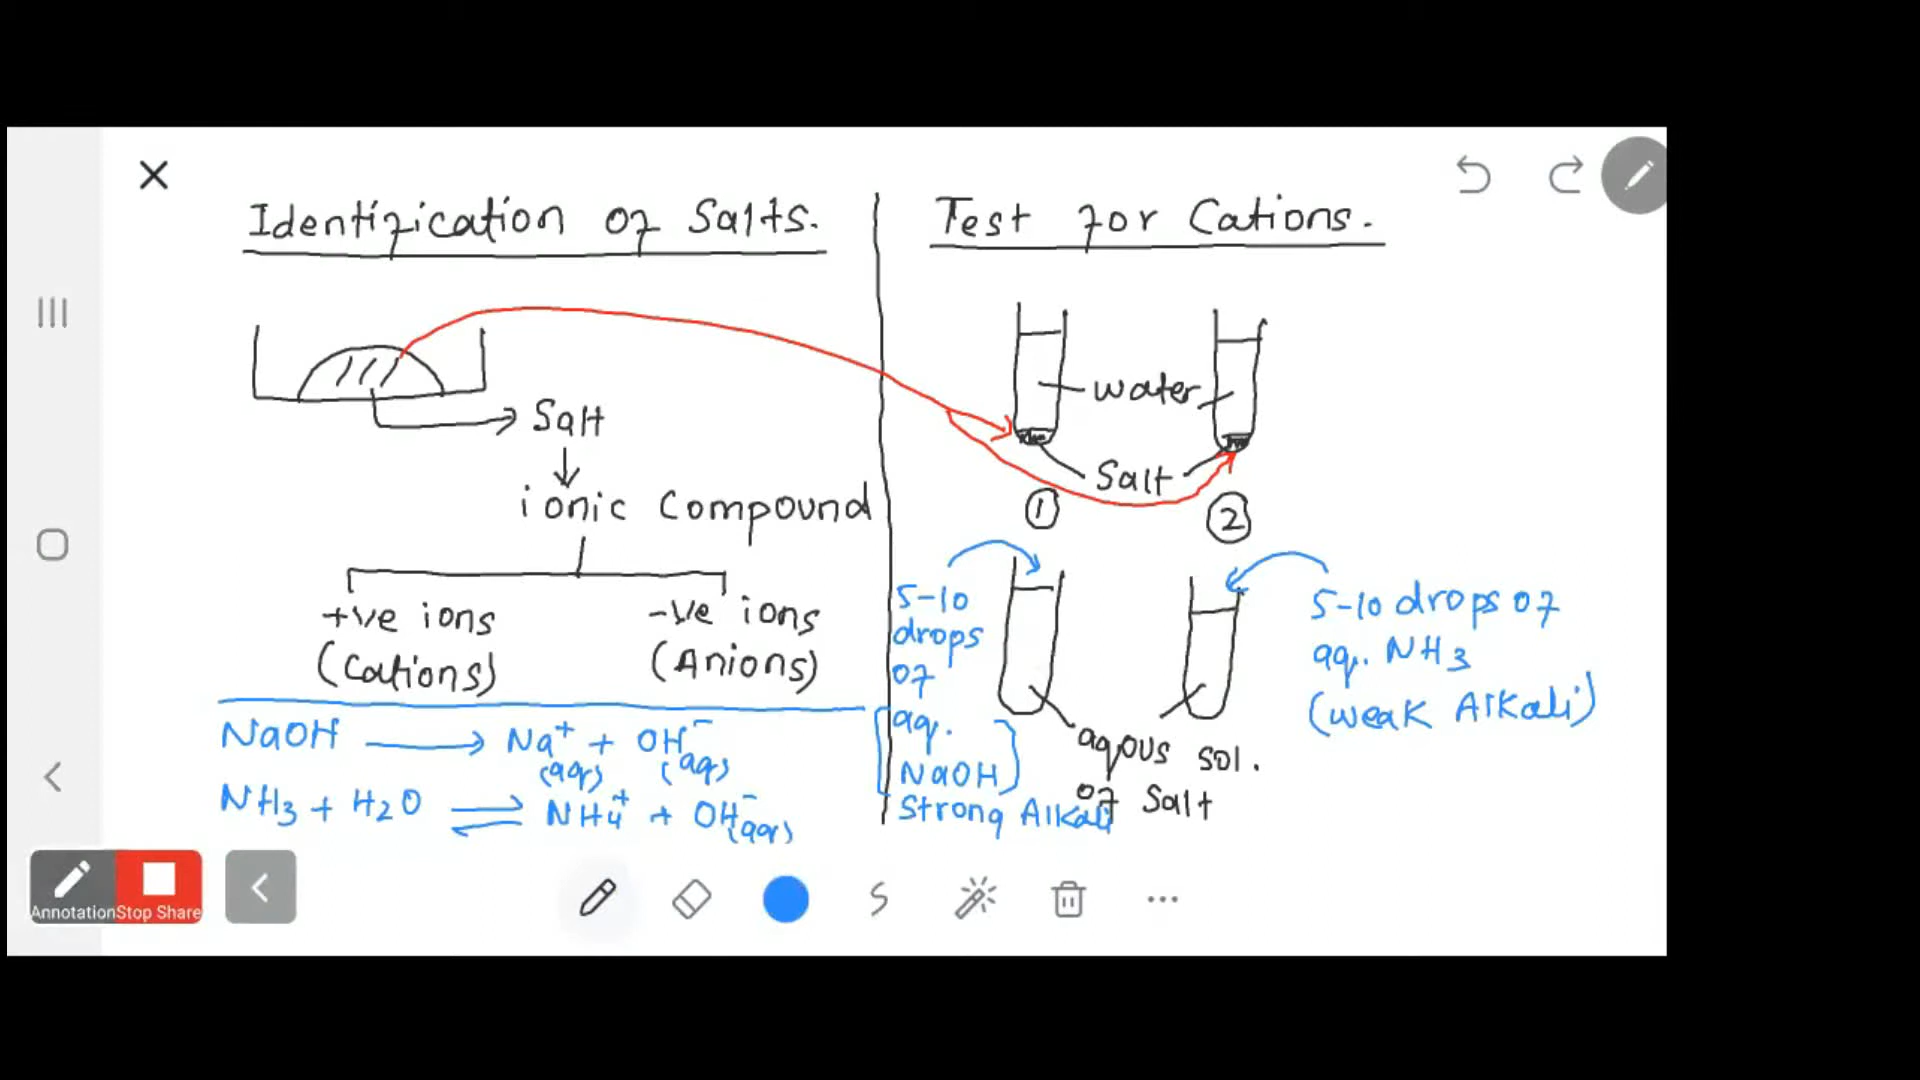 Identification of Salts.
Salt
ionic Compound
+ve ions
(Cations)
-ve ions
(Anions)
NaOH → Na+(aq) + OH-(aq)
NH3 + H2O ⇌ NH4+ + OH-(aq)
Test for Cations.
water
Salt
1
2
5-10
drops
of
aq.
NaOH
Strong Alkali
5-10 drops of
aq. NH3
(weak Alkali)
aqous sol.
of Salt
Annotation
Stop Share